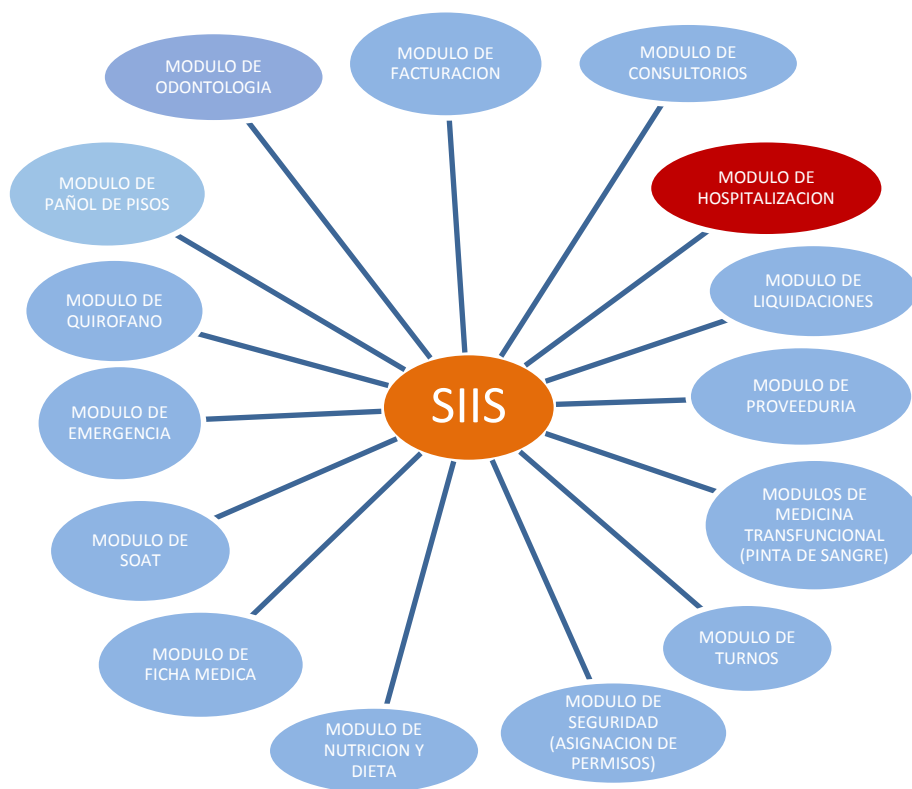 MODULO DE
ODONTOLOGIA
MODULO DE
FACTURACION
MODULO DE
CONSULTORIOS
MODULO DE
PAÑOL DE PISOS
MODULO DE
HOSPITALIZACION
MODULO DE
QUIROFANO
MODULO DE
LIQUIDACIONES
SIIS
MODULO DE
EMERGENCIA
MODULO DE
PROVEEDURIA
MODULO DE
SOAT
MODULOS DE
MEDICINA
TRANSFUNCIONAL
(PINTA DE SANGRE)
MODULO DE
FICHA MEDICA
MODULO DE
TURNOS
MODULO DE
NUTRICION Y
DIETA
MODULO DE
SEGURIDAD
(ASIGNACION DE
PERMISOS)